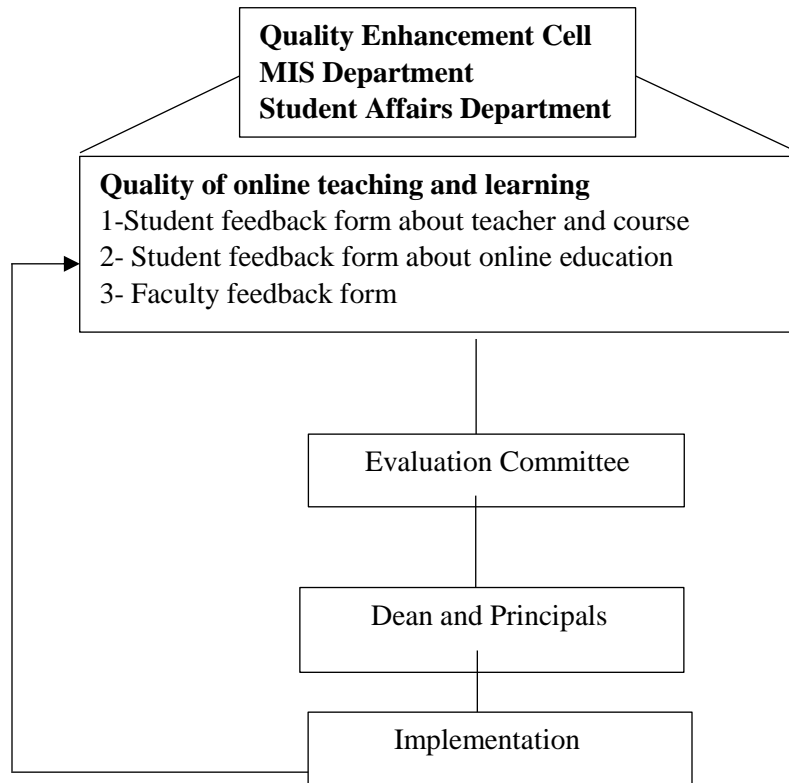 Quality Enhancement Cell
MIS Department
Student Affairs Department
Quality of online teaching and learning
1-Student feedback form about teacher and course
2- Student feedback form about online education
3- Faculty feedback form
Evaluation Committee
Dean and Principals
Implementation